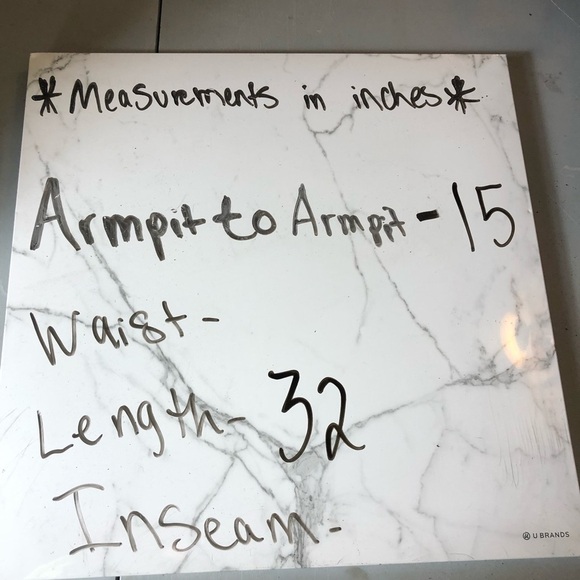 *Measurements in inches*
Armpit to Armpit - 15
Waist -
Length - 32
Inseam -
U BRANDS